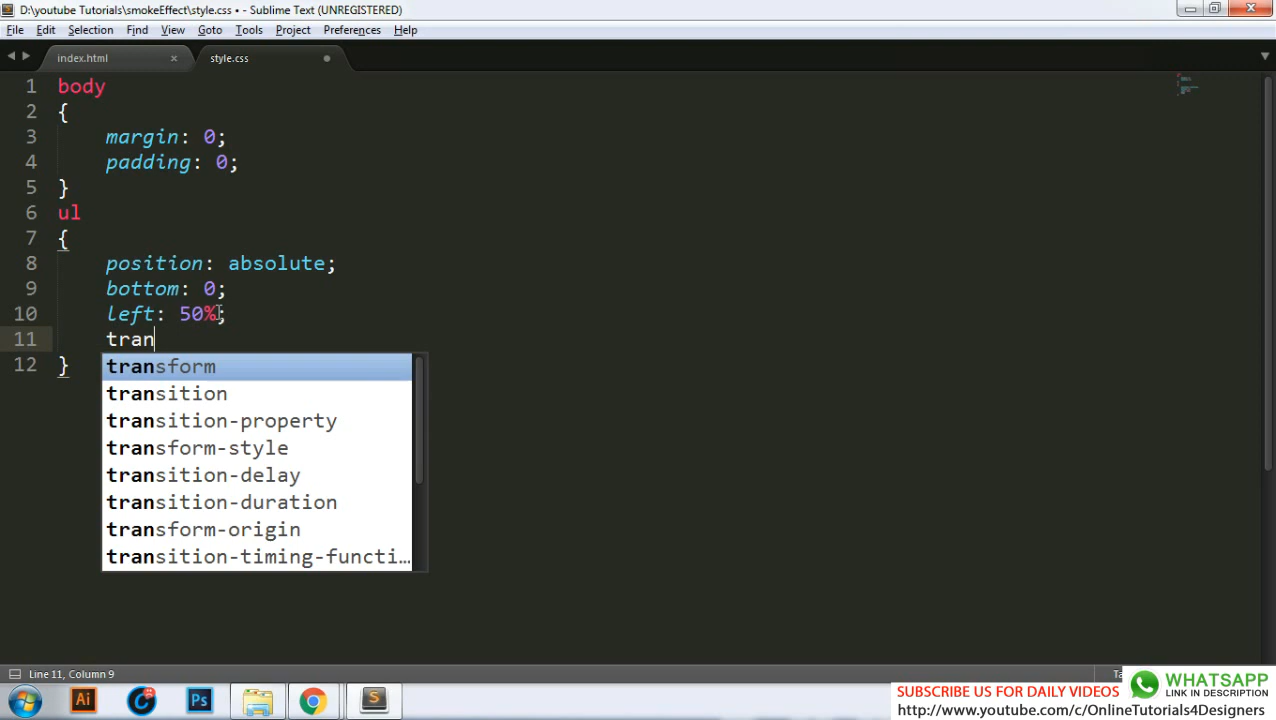 D:\youtube Tutorials\smokeEffect\style.css • - Sublime Text (UNREGISTERED)
File Edit Selection Find View Goto Tools Project Preferences Help
index.html × style.css
1 body
2 {
3 margin: 0;
4 padding: 0;
5 }
6 ul
7 {
8 position: absolute;
9 bottom: 0;
10 left: 50%;
11 tran
12 }
transform
transition
transition-property
transform-style
transition-delay
transition-duration
transform-origin
transition-timing-functi…
Line 11, Column 9
Ai Ps
SUBSCRIBE US FOR DAILY VIDEOS
http://www.youtube.com/c/OnlineTutorials4Designers
WHATSAPP
LINK IN DESCRIPTION